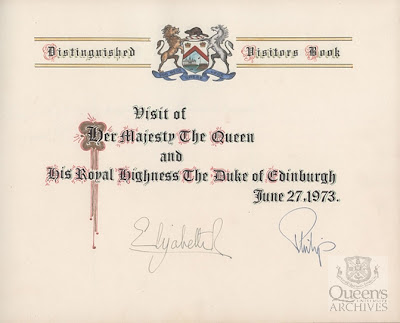 Distinguished Visitors Book
Visit of
Her Majesty The Queen
and
His Royal Highness The Duke of Edinburgh
June 27, 1973.
Elizabeth R
Philip
Queen's
UNIVERSITY
ARCHIVES